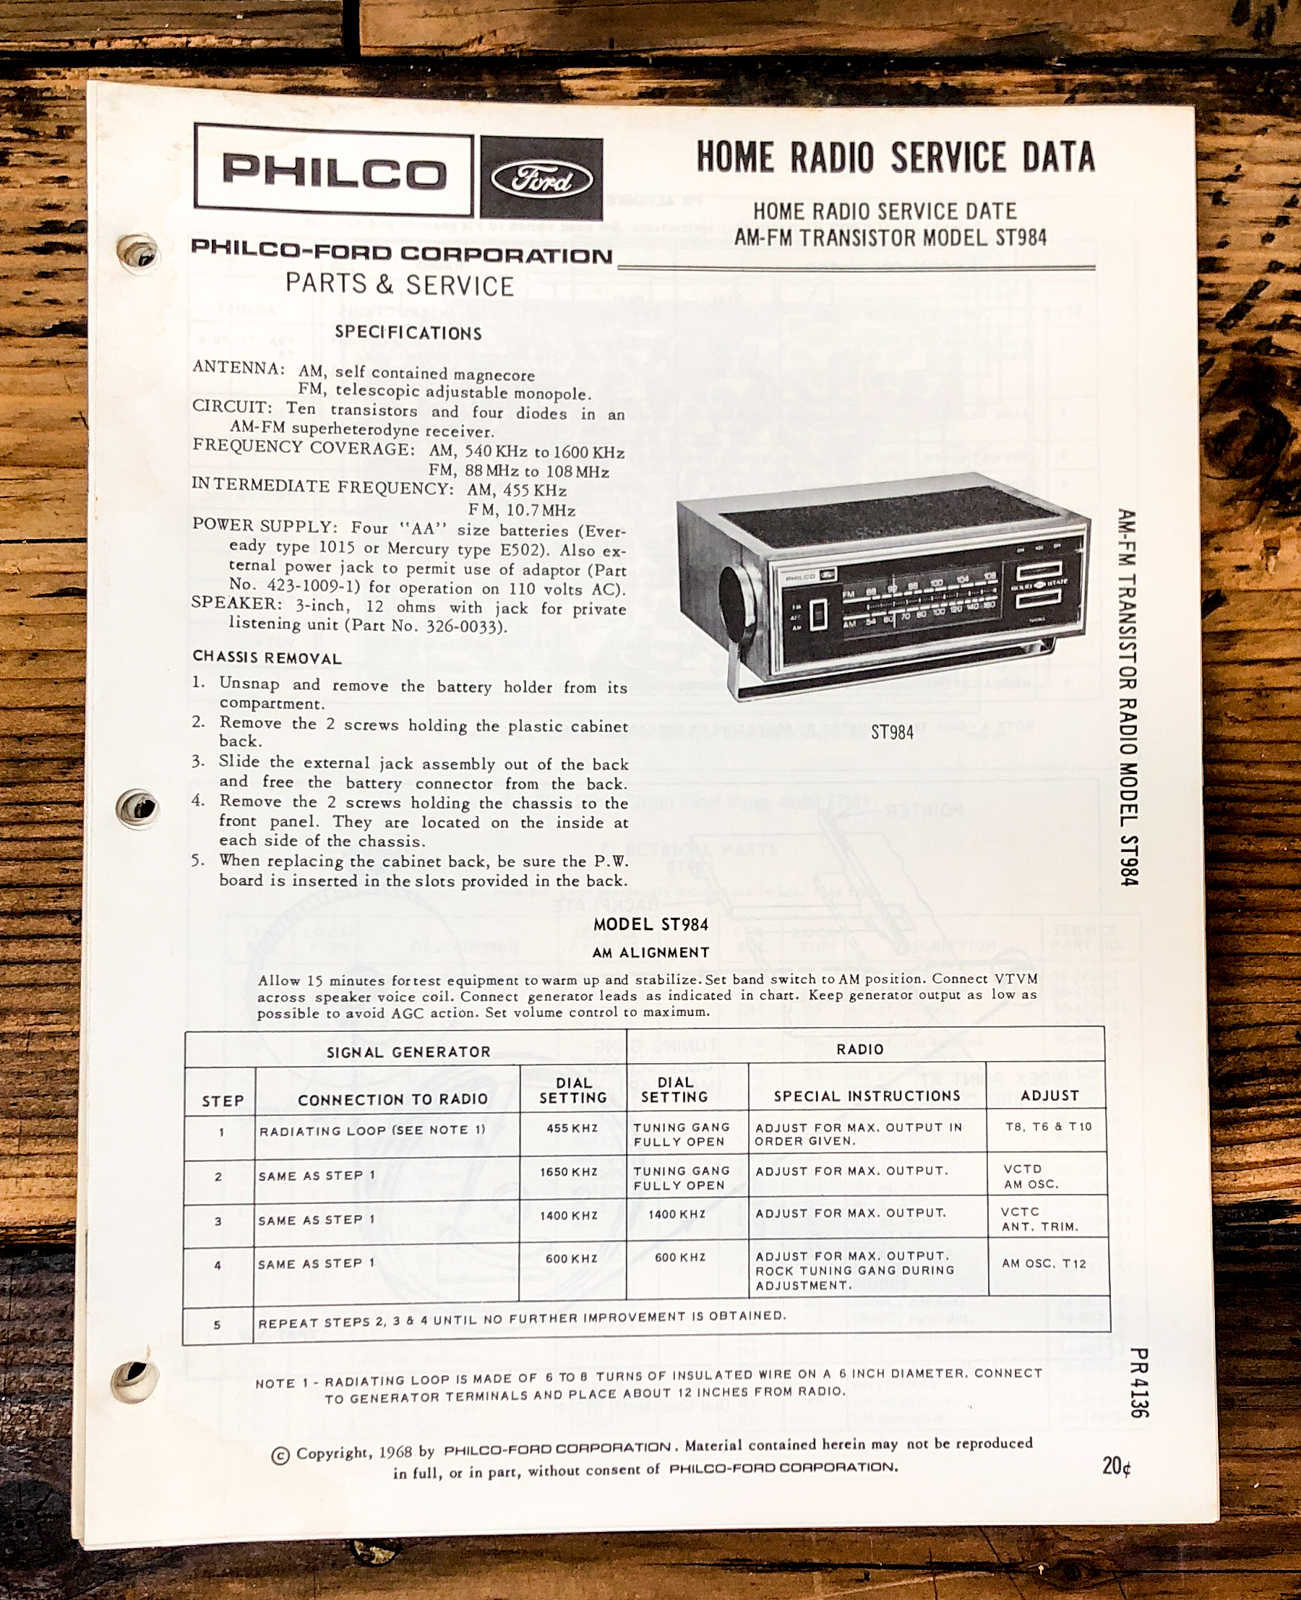 PHILCO
Ford
PHILCO-FORD CORPORATION
PARTS & SERVICE
HOME RADIO SERVICE DATA
HOME RADIO SERVICE DATE
AM-FM TRANSISTOR MODEL ST984
SPECIFICATIONS
ANTENNA: AM, self contained magnecore
FM, telescopic adjustable monopole.
CIRCUIT: Ten transistors and four diodes in an
AM-FM superheterodyne receiver.
FREQUENCY COVERAGE: AM, 540 KHz to 1600 KHz
FM, 88 MHz to 108 MHz
INTERMEDIATE FREQUENCY: AM, 455 KHz
FM, 10.7 MHz
POWER SUPPLY: Four "AA" size batteries (Ever-
eady type 1015 or Mercury type E502). Also ex-
ternal power jack to permit use of adaptor (Part
No. 423-1009-1) for operation on 110 volts AC).
SPEAKER: 3-inch, 12 ohms with jack for private
listening unit (Part No. 326-0033).
CHASSIS REMOVAL
1. Unsnap and remove the battery holder from its
compartment.
2. Remove the 2 screws holding the plastic cabinet
back.
3. Slide the external jack assembly out of the back
and free the battery connector from the back.
4. Remove the 2 screws holding the chassis to the
front panel. They are located on the inside at
each side of the chassis.
5. When replacing the cabinet back, be sure the P.W.
board is inserted in the slots provided in the back.
PHILCO
FM 88 92 98 100 104 108
AM 54 60 70 80 100 120 140 160
ST984
AM-FM TRANSISTOR RADIO MODEL ST984
MODEL ST984
AM ALIGNMENT
Allow 15 minutes for test equipment to warm up and stabilize. Set band switch to AM position. Connect VTVM
across speaker voice coil. Connect generator leads as indicated in chart. Keep generator output as low as
possible to avoid AGC action. Set volume control to maximum.
SIGNAL GENERATOR RADIO
STEP CONNECTION TO RADIO DIAL SETTING DIAL SETTING SPECIAL INSTRUCTIONS ADJUST
1 RADIATING LOOP (SEE NOTE 1) 455 KHZ TUNING GANG FULLY OPEN ADJUST FOR MAX. OUTPUT IN ORDER GIVEN. T8, T6 & T10
2 SAME AS STEP 1 1650 KHZ TUNING GANG FULLY OPEN ADJUST FOR MAX. OUTPUT. VCTD AM OSC.
3 SAME AS STEP 1 1400 KHZ 1400 KHZ ADJUST FOR MAX. OUTPUT. VCTC ANT. TRIM.
4 SAME AS STEP 1 600 KHZ 600 KHZ ADJUST FOR MAX. OUTPUT. ROCK TUNING GANG DURING ADJUSTMENT. AM OSC. T12
5 REPEAT STEPS 2, 3 & 4 UNTIL NO FURTHER IMPROVEMENT IS OBTAINED.
NOTE 1 - RADIATING LOOP IS MADE OF 6 TO 8 TURNS OF INSULATED WIRE ON A 6 INCH DIAMETER. CONNECT
TO GENERATOR TERMINALS AND PLACE ABOUT 12 INCHES FROM RADIO.
PR4136
© Copyright, 1968 by PHILCO-FORD CORPORATION. Material contained herein may not be reproduced
in full, or in part, without consent of PHILCO-FORD CORPORATION.
20¢